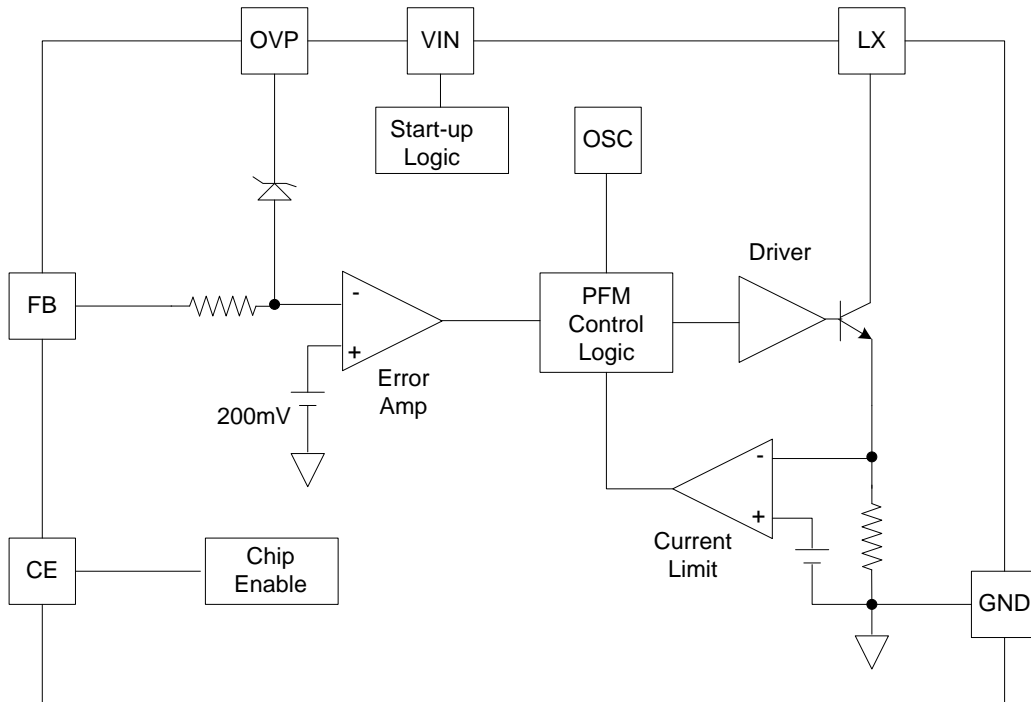 OVP
VIN
LX
Start-up
Logic
OSC
Driver
FB
-
+
PFM
Control
Logic
Error
Amp
200mV
-
+
Current
Limit
CE
Chip
Enable
GND